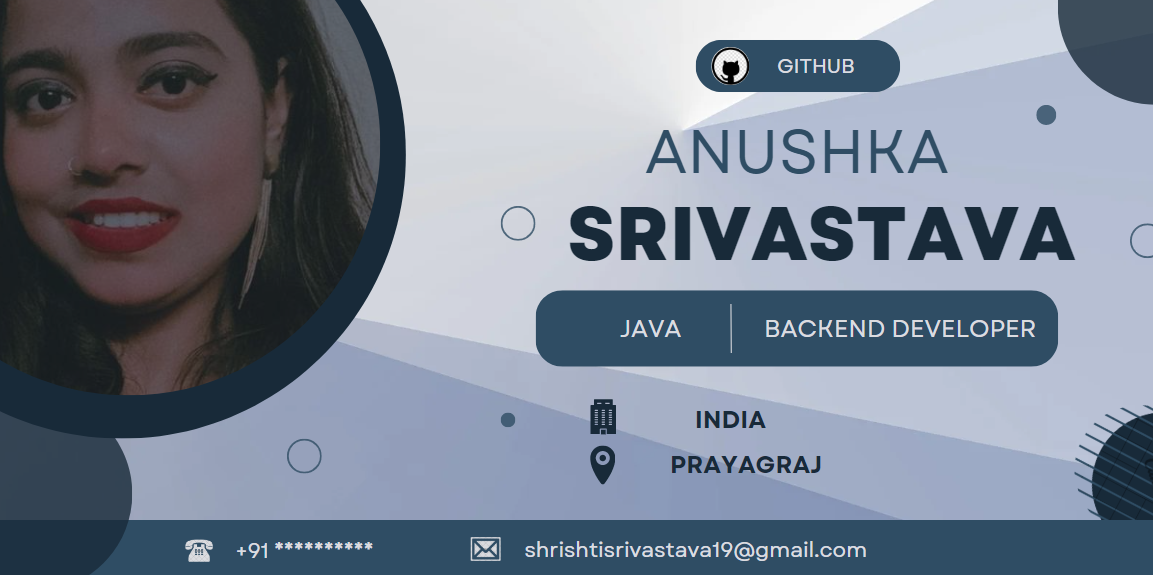 GITHUB
ANUSHKA
SRIVASTAVA
JAVA BACKEND DEVELOPER
INDIA
PRAYAGRAJ
+91 ********** shrishtisrivastava19@gmail.com